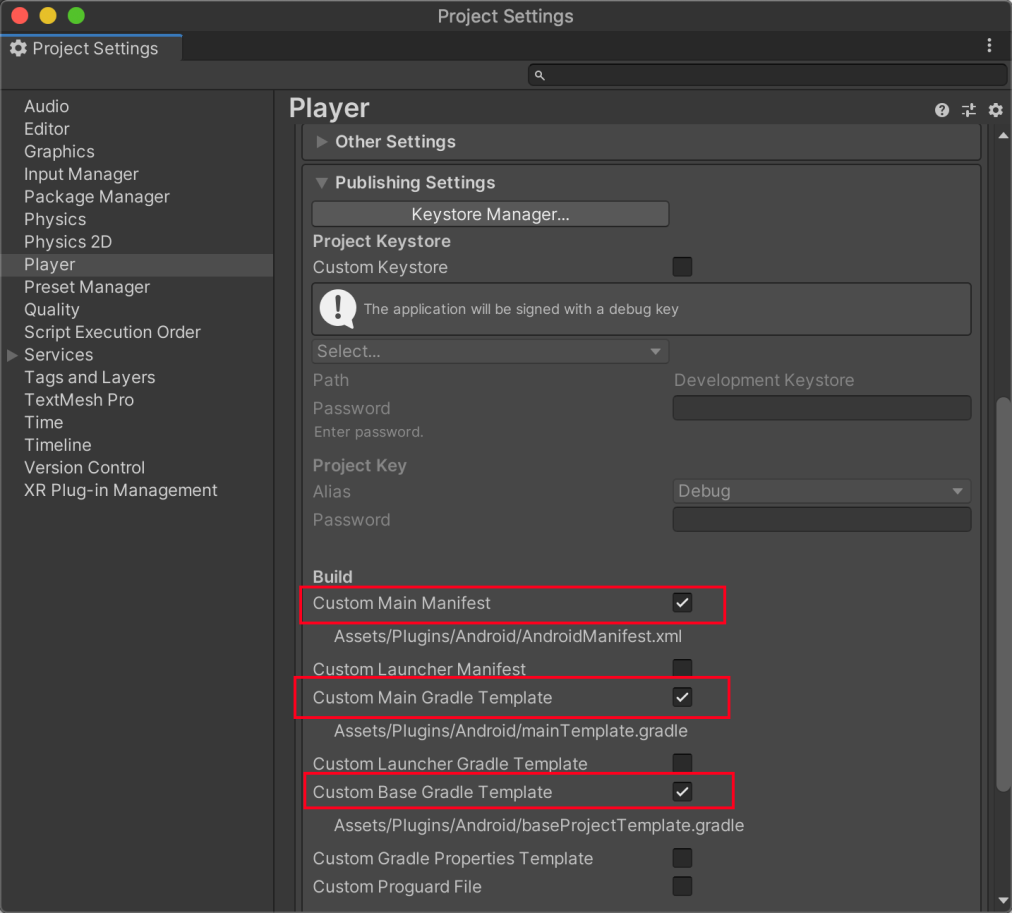 Project Settings
Project Settings
Audio
Editor
Graphics
Input Manager
Package Manager
Physics
Physics 2D
Player
Preset Manager
Quality
Script Execution Order
Services
Tags and Layers
TextMesh Pro
Time
Timeline
Version Control
XR Plug-in Management
Player
Other Settings
Publishing Settings
Keystore Manager...
Project Keystore
Custom Keystore
The application will be signed with a debug key
Select...
Path Development Keystore
Password
Enter password.
Project Key
Alias Debug
Password
Build
Custom Main Manifest
Assets/Plugins/Android/AndroidManifest.xml
Custom Launcher Manifest
Custom Main Gradle Template
Assets/Plugins/Android/mainTemplate.gradle
Custom Launcher Gradle Template
Custom Base Gradle Template
Assets/Plugins/Android/baseProjectTemplate.gradle
Custom Gradle Properties Template
Custom Proguard File